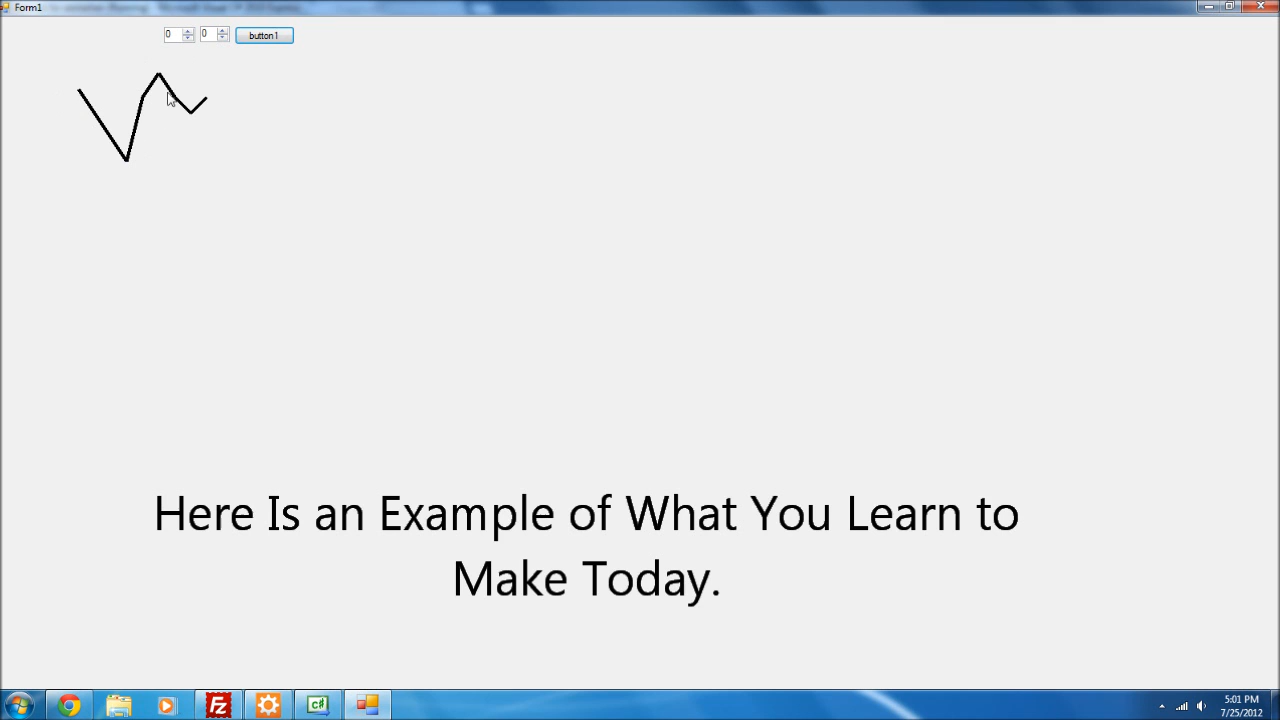 Form1
0 0 button1
Here Is an Example of What You Learn to
Make Today.
Fz C#
5:01 PM
7/25/2012